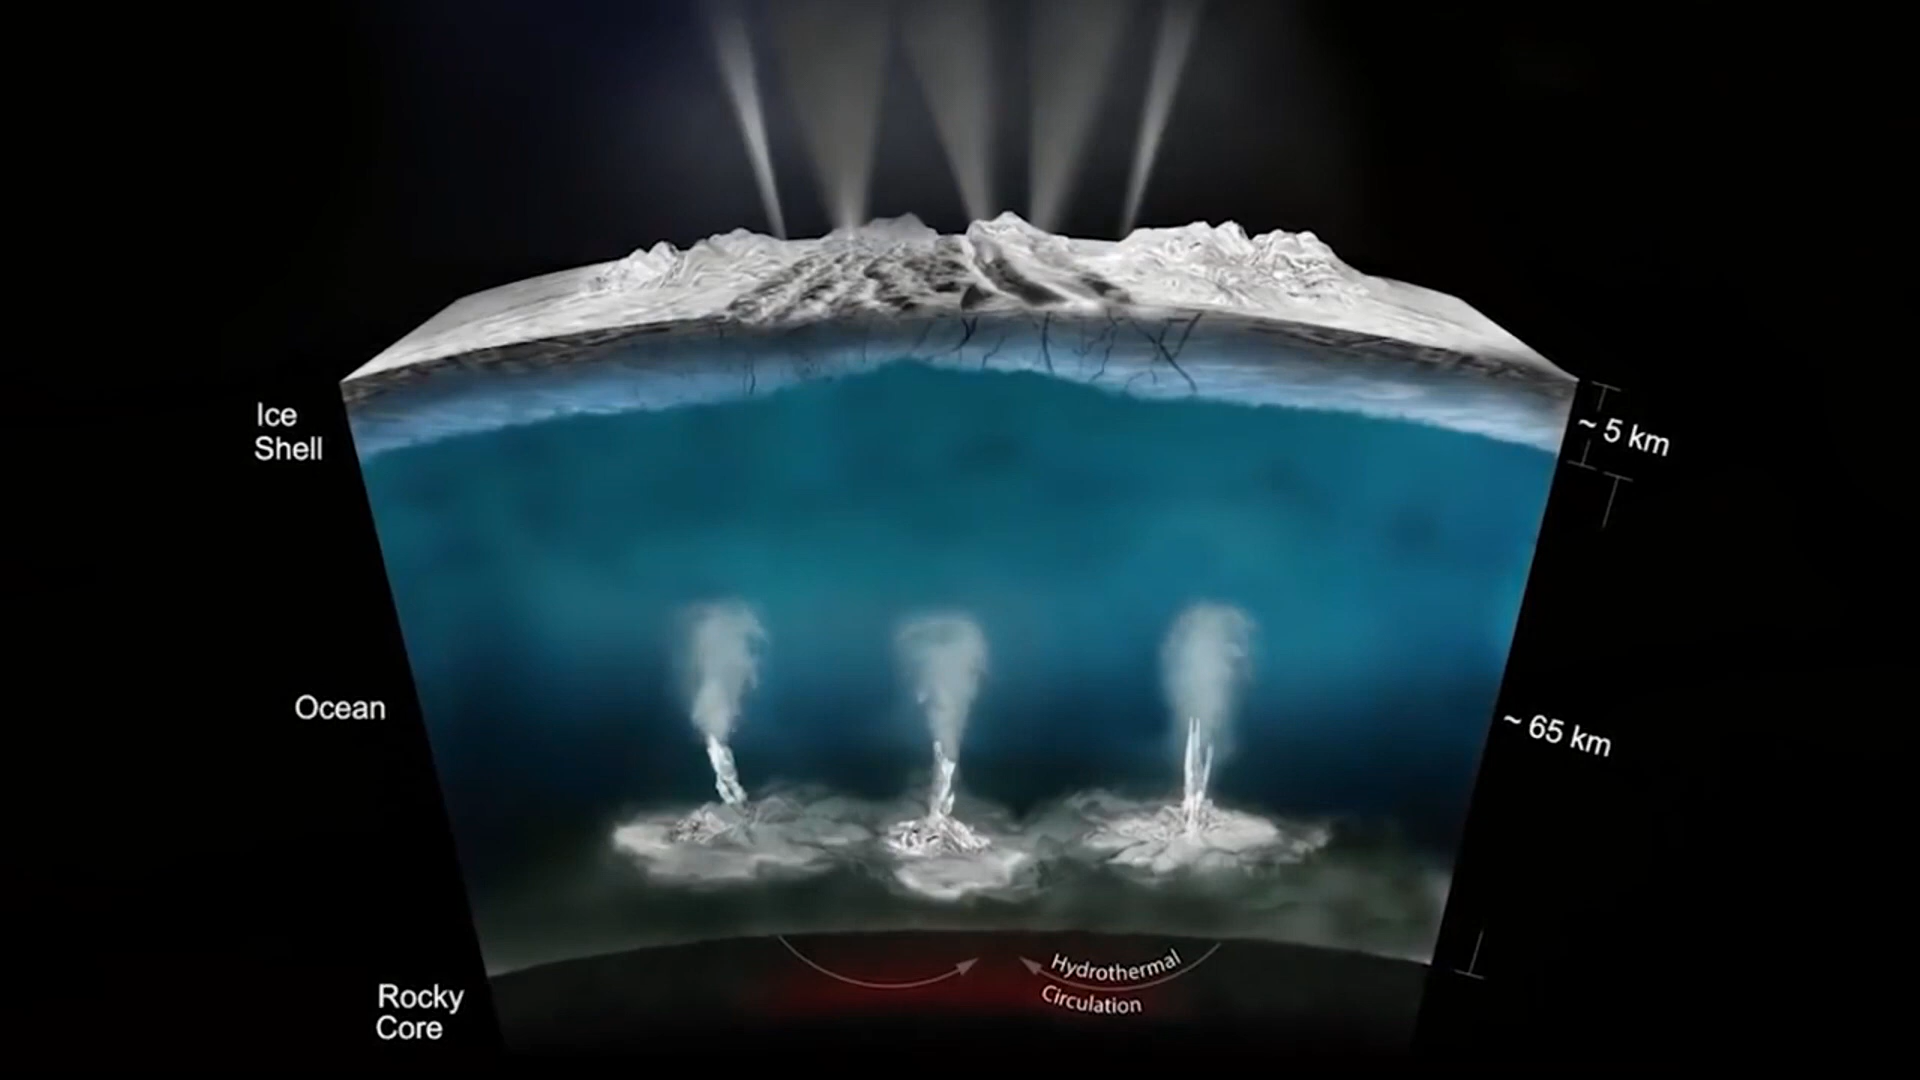 Ice
Shell
~ 5 km
Ocean
~ 65 km
Hydrothermal
Circulation
Rocky
Core